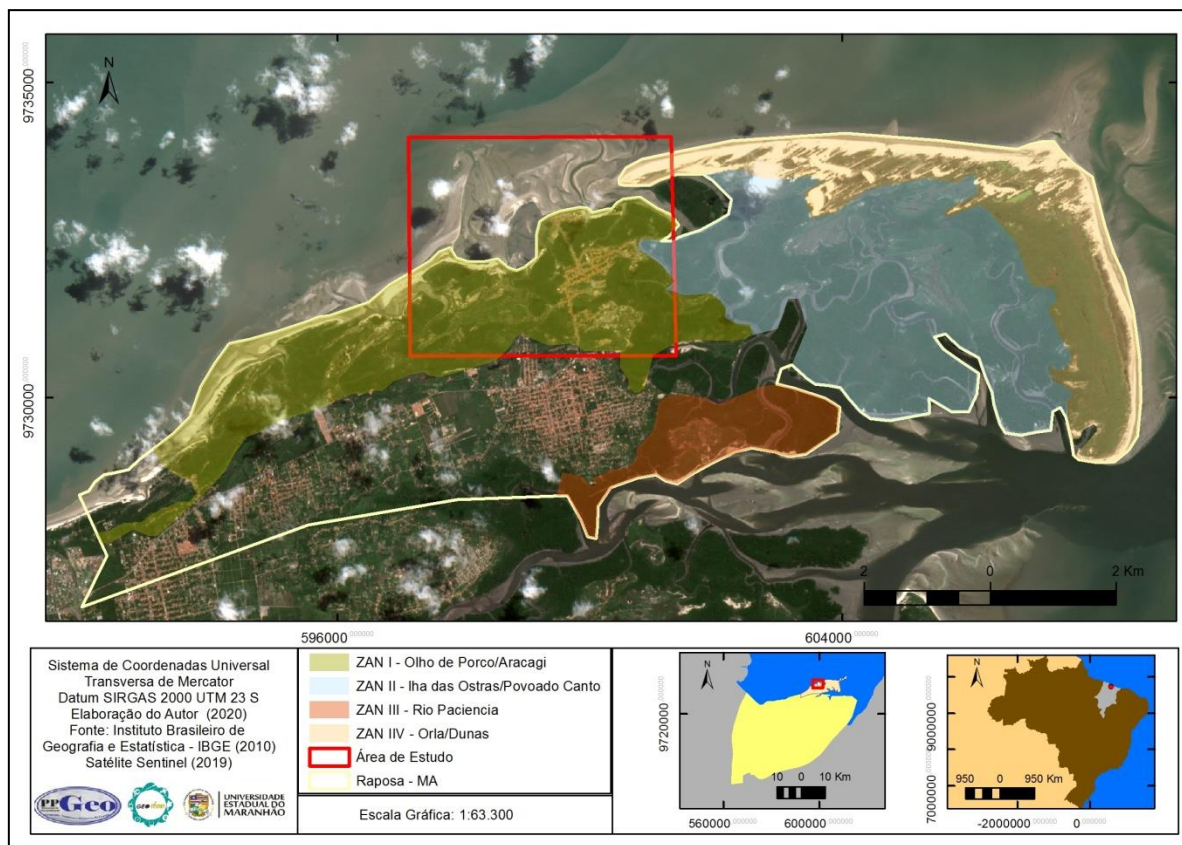 N
9735000
9730000
2 0 2 Km
596000
604000
Sistema de Coordenadas Universal
Transversa de Mercator
Datum SIRGAS 2000 UTM 23 S
Elaboração do Autor (2020)
Fonte: Instituto Brasileiro de
Geografia e Estatística - IBGE (2010)
Satélite Sentinel (2019)
PPGeo
UNIVERSIDADE
ESTADUAL DO
MARANHÃO
ZAN I - Olho de Porco/Aracagi
ZAN II - Iha das Ostras/Povoado Canto
ZAN III - Rio Paciencia
ZAN IIV - Orla/Dunas
Área de Estudo
Raposa - MA
Escala Gráfica: 1:63.300
N
9720000
10 0 10 Km
560000
600000
N
9000000
7000000
950 0 950 Km
-2000000
0